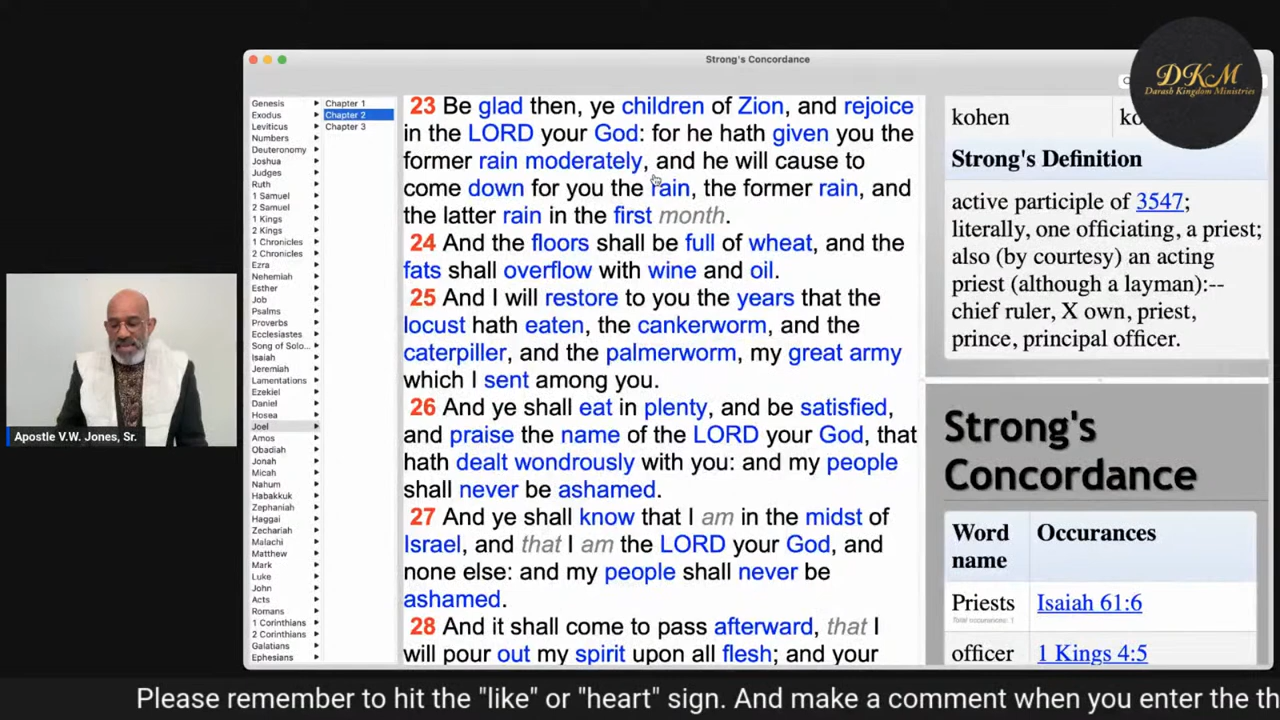 Strong's Concordance
DKM
Darash Kingdom Ministries
Genesis
Exodus
Leviticus
Numbers
Deuteronomy
Joshua
Judges
Ruth
1 Samuel
2 Samuel
1 Kings
2 Kings
1 Chronicles
2 Chronicles
Ezra
Nehemiah
Esther
Job
Psalms
Proverbs
Ecclesiastes
Song of Solo...
Isaiah
Jeremiah
Lamentations
Ezekiel
Daniel
Hosea
Joel
Amos
Obadiah
Jonah
Micah
Nahum
Habakkuk
Zephaniah
Haggai
Zechariah
Malachi
Matthew
Mark
Luke
John
Acts
Romans
1 Corinthians
2 Corinthians
Galatians
Ephesians
Chapter 1
Chapter 2
Chapter 3
23 Be glad then, ye children of Zion, and rejoice
in the LORD your God: for he hath given you the
former rain moderately, and he will cause to
come down for you the rain, the former rain, and
the latter rain in the first month.
24 And the floors shall be full of wheat, and the
fats shall overflow with wine and oil.
25 And I will restore to you the years that the
locust hath eaten, the cankerworm, and the
caterpiller, and the palmerworm, my great army
which I sent among you.
26 And ye shall eat in plenty, and be satisfied,
and praise the name of the LORD your God, that
hath dealt wondrously with you: and my people
shall never be ashamed.
27 And ye shall know that I am in the midst of
Israel, and that I am the LORD your God, and
none else: and my people shall never be
ashamed.
28 And it shall come to pass afterward, that I
will pour out my spirit upon all flesh; and your
kohen
Strong's Definition
active participle of 3547;
literally, one officiating, a priest;
also (by courtesy) an acting
priest (although a layman):--
chief ruler, X own, priest,
prince, principal officer.
Strong's
Concordance
Word name Occurances
Priests Isaiah 61:6
Total occurrences: 1
officer 1 Kings 4:5
Apostle V.W. Jones, Sr.
Please remember to hit the "like" or "heart" sign. And make a comment when you enter the th